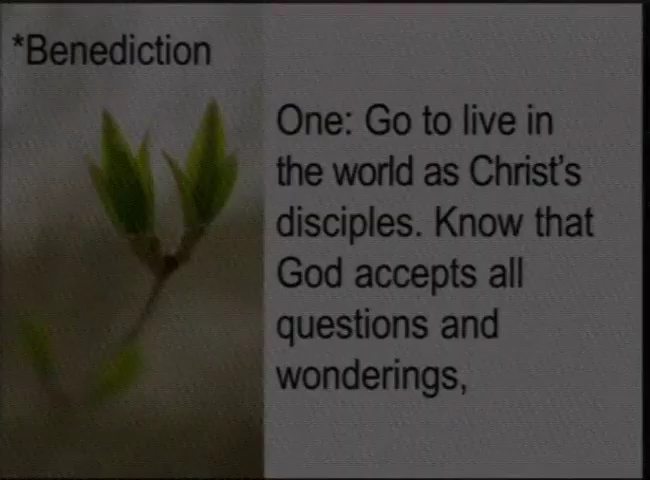 *Benediction
One: Go to live in
the world as Christ's
disciples. Know that
God accepts all
questions and
wonderings,